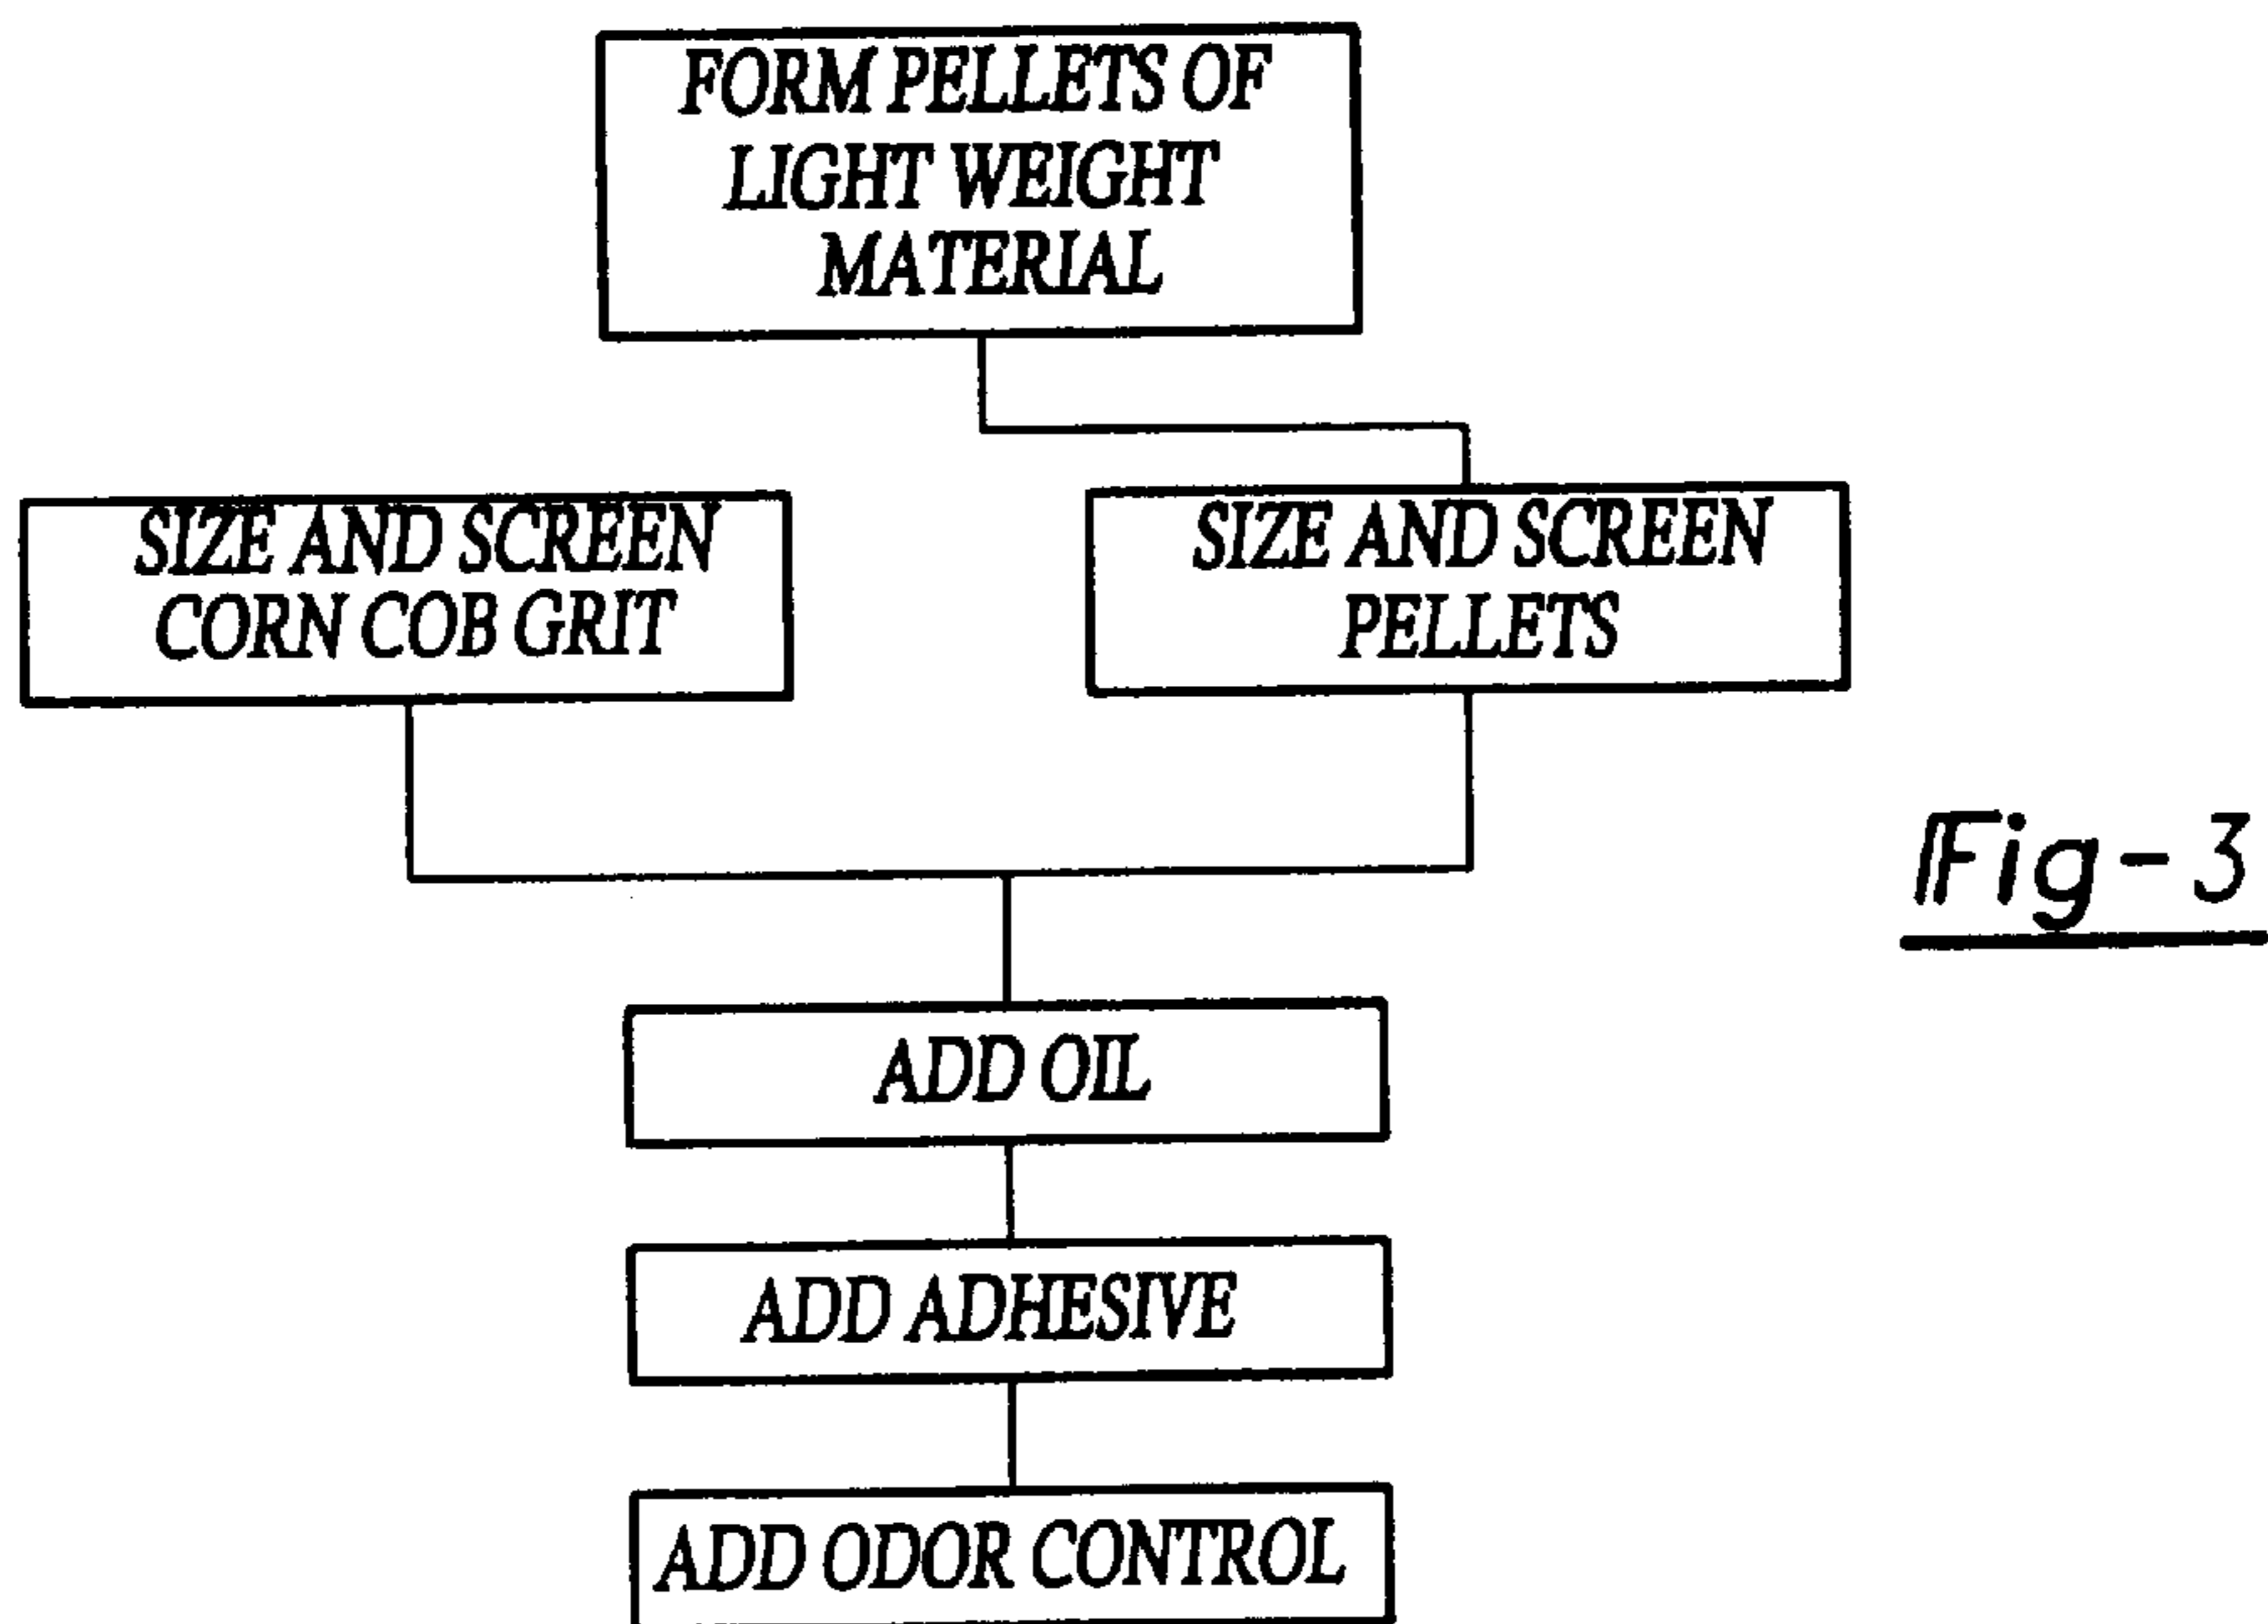 FORM PELLETS OF
LIGHT WEIGHT
MATERIAL
SIZE AND SCREEN
CORN COB GRIT
SIZE AND SCREEN
PELLETS
Fig-3
ADD OIL
ADD ADHESIVE
ADD ODOR CONTROL